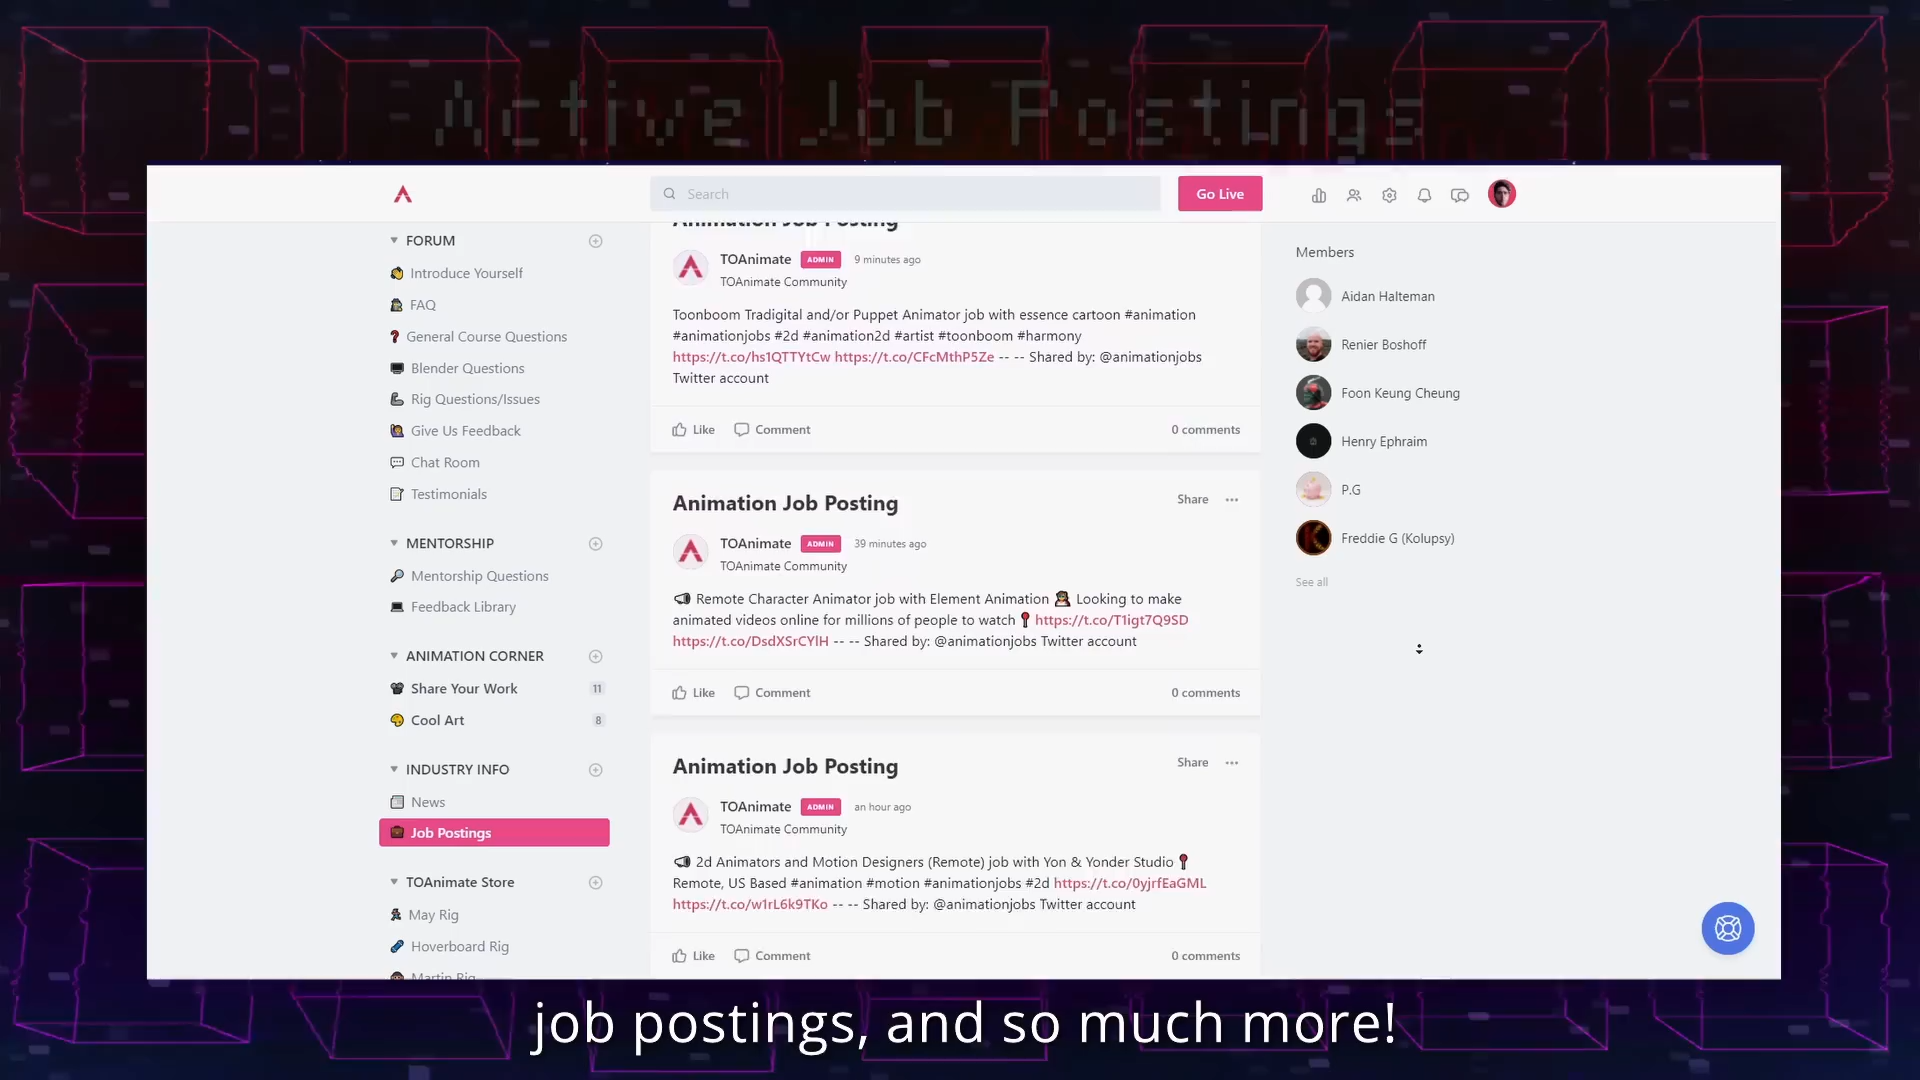 Active Job Postings
Search
Go Live
FORUM
Introduce Yourself
FAQ
General Course Questions
Blender Questions
Rig Questions/Issues
Give Us Feedback
Chat Room
Testimonials
MENTORSHIP
Mentorship Questions
Feedback Library
ANIMATION CORNER
Share Your Work 11
Cool Art 8
INDUSTRY INFO
News
Job Postings
TOAnimate Store
May Rig
Hoverboard Rig
Martin Rig
Animation Job Posting
TOAnimate ADMIN 9 minutes ago
TOAnimate Community
Toonboom Tradigital and/or Puppet Animator job with essence cartoon #animation
#animationjobs #2d #animation2d #artist #toonboom #harmony
https://t.co/hs1QTTYtCw https://t.co/CFcMthP5Ze -- -- Shared by: @animationjobs
Twitter account
Like Comment 0 comments
Animation Job Posting Share
TOAnimate ADMIN 39 minutes ago
TOAnimate Community
Remote Character Animator job with Element Animation Looking to make
animated videos online for millions of people to watch https://t.co/T1igt7Q9SD
https://t.co/DsdXSrCYlH -- -- Shared by: @animationjobs Twitter account
Like Comment 0 comments
Animation Job Posting Share
TOAnimate ADMIN an hour ago
TOAnimate Community
2d Animators and Motion Designers (Remote) job with Yon & Yonder Studio
Remote, US Based #animation #motion #animationjobs #2d https://t.co/0yjrfEaGML
https://t.co/w1rL6k9TKo -- -- Shared by: @animationjobs Twitter account
Like Comment 0 comments
Members
Aidan Halteman
Renier Boshoff
Foon Keung Cheung
Henry Ephraim
P.G
Freddie G (Kolupsy)
See all
job postings, and so much more!